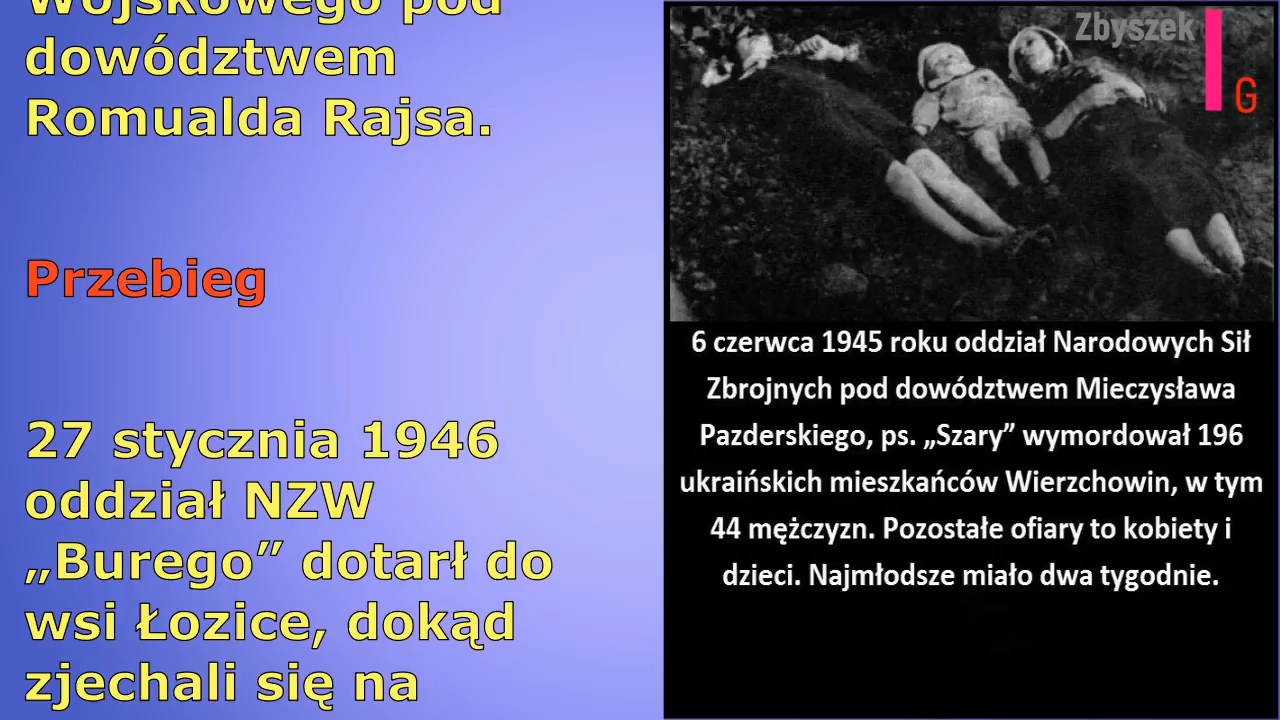 Wojskowego pod
dowództwem
Romualda Rajsa.
Przebieg
27 stycznia 1946
oddział NZW
„Burego” dotarł do
wsi Łozice, dokąd
zjechali się na
Zbyszek
G
6 czerwca 1945 roku oddział Narodowych Sił
Zbrojnych pod dowództwem Mieczysława
Pazderskiego, ps. „Szary” wymordował 196
ukraińskich mieszkańców Wierzchowin, w tym
44 mężczyzn. Pozostałe ofiary to kobiety i
dzieci. Najmłodsze miało dwa tygodnie.